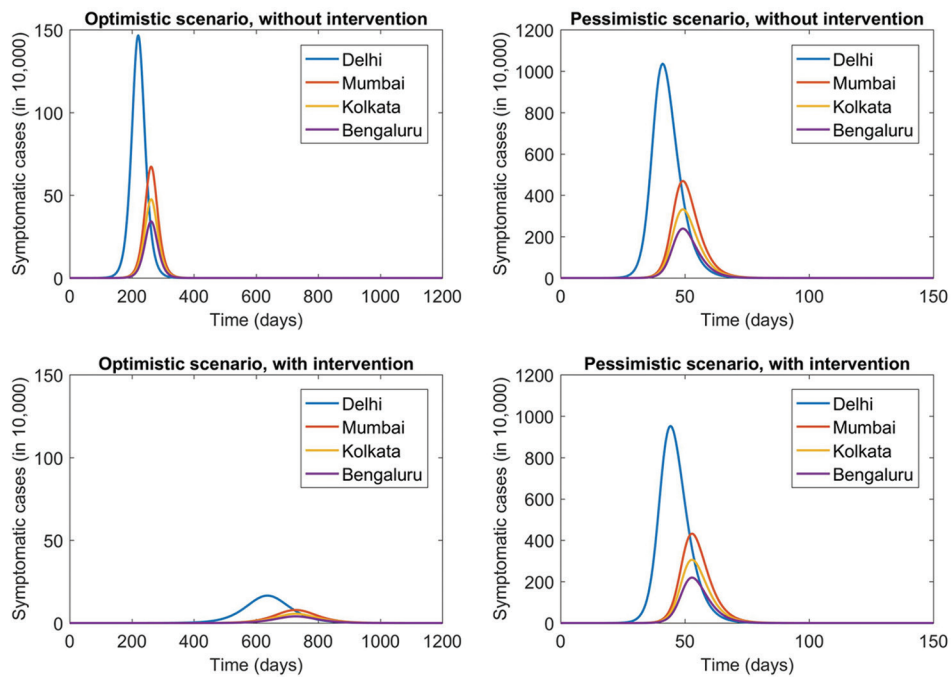 Optimistic scenario, without intervention
150
100
50
0
Symptomatic cases (in 10,000)
Delhi
Mumbai
Kolkata
Bengaluru
0 200 400 600 800 1000 1200
Time (days)
Pessimistic scenario, without intervention
1200
1000
800
600
400
200
0
Symptomatic cases (in 10,000)
Delhi
Mumbai
Kolkata
Bengaluru
0 50 100 150
Time (days)
Optimistic scenario, with intervention
150
100
50
0
Symptomatic cases (in 10,000)
Delhi
Mumbai
Kolkata
Bengaluru
0 200 400 600 800 1000 1200
Time (days)
Pessimistic scenario, with intervention
1200
1000
800
600
400
200
0
Symptomatic cases (in 10,000)
Delhi
Mumbai
Kolkata
Bengaluru
0 50 100 150
Time (days)